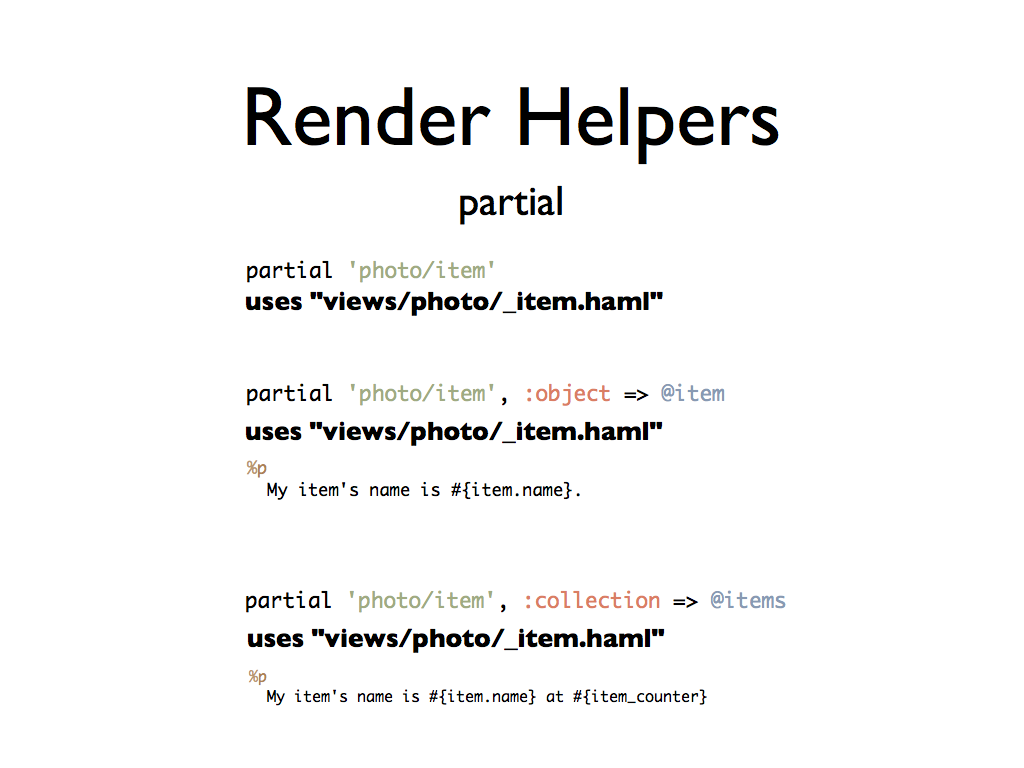 Render Helpers
partial
partial 'photo/item'
uses "views/photo/_item.haml"
partial 'photo/item', :object => @item
uses "views/photo/_item.haml"
%p
My item's name is #{item.name}.
partial 'photo/item', :collection => @items
uses "views/photo/_item.haml"
%p
My item's name is #{item.name} at #{item_counter}